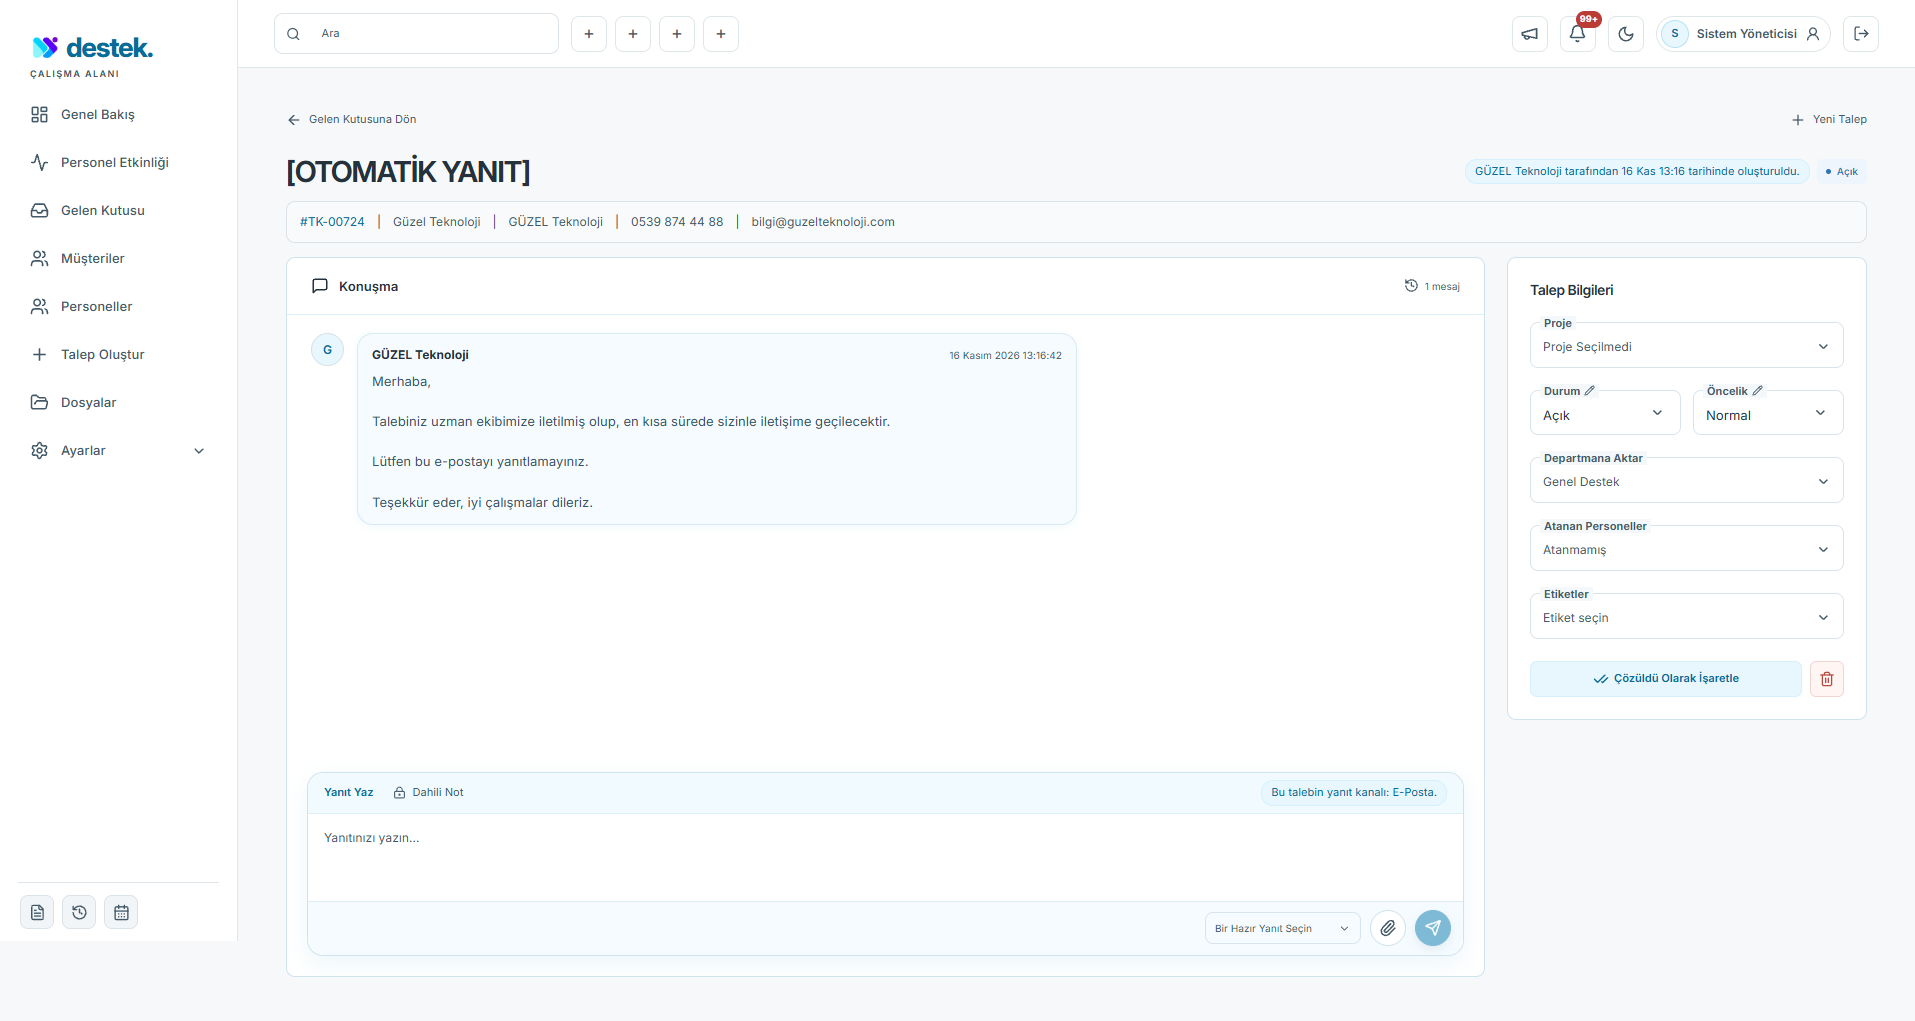 destek.
ÇALIŞMA ALANI
Genel Bakış
Personel Etkinliği
Gelen Kutusu
Müşteriler
Personeller
Talep Oluştur
Dosyalar
Ayarlar
Ara
99+
S Sistem Yöneticisi
Gelen Kutusuna Dön
Yeni Talep
[OTOMATİK YANIT]
GÜZEL Teknoloji tarafından 16 Kas 13:16 tarihinde oluşturuldu.
Açık
#TK-00724 | Güzel Teknoloji | GÜZEL Teknoloji | 0539 874 44 88 | bilgi@guzelteknoloji.com
Konuşma
1 mesaj
G
GÜZEL Teknoloji
16 Kasım 2026 13:16:42
Merhaba,
Talebiniz uzman ekibimize iletilmiş olup, en kısa sürede sizinle iletişime geçilecektir.
Lütfen bu e-postayı yanıtlamayınız.
Teşekkür eder, iyi çalışmalar dileriz.
Yanıt Yaz
Dahili Not
Bu talebin yanıt kanalı: E-Posta.
Yanıtınızı yazın...
Bir Hazır Yanıt Seçin
Talep Bilgileri
Proje
Proje Seçilmedi
Durum
Açık
Öncelik
Normal
Departmana Aktar
Genel Destek
Atanan Personeller
Atanmamış
Etiketler
Etiket seçin
Çözüldü Olarak İşaretle